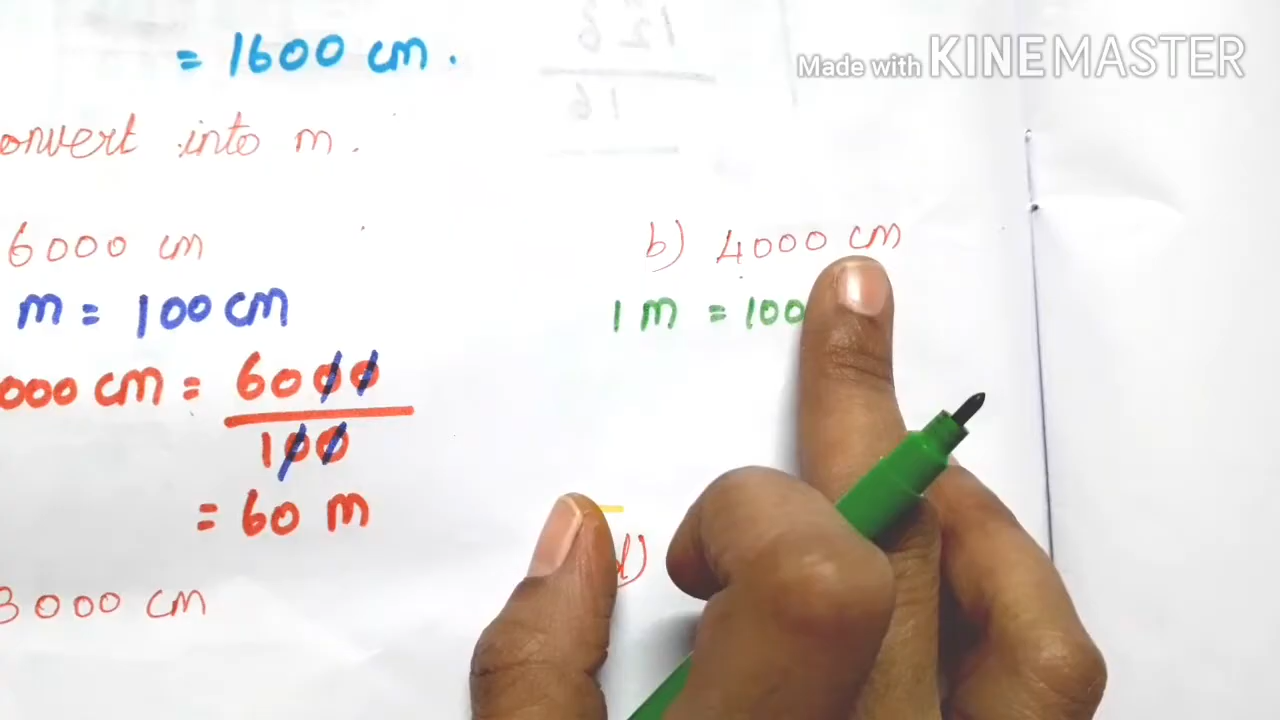 = 1600 cm.
Made with KINEMASTER
onvert into m.
6000 cm
m = 100 cm
000 cm = 6000
100
= 60 m
3000 cm
b) 4000 cm
1 m = 100
d)